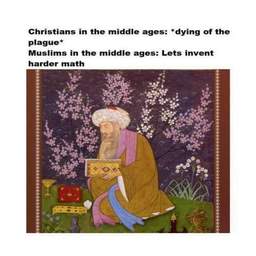 Christians in the middle ages: *dying of the
plague*
Muslims in the middle ages: Lets invent
harder math